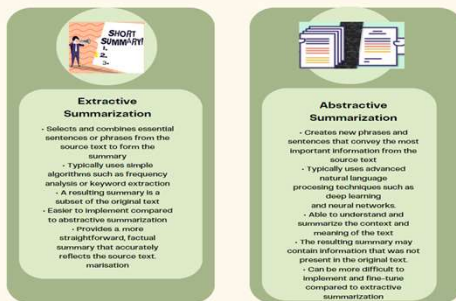 SHORT
SUMMARY!
1.
2.
3.
Extractive
Summarization
• Selects and combines essential
sentences or phrases from the
source text to form the
summary
• Typically uses simple
algorithms such as frequency
analysis or keyword extraction
• A resulting summary is a
subset of the original text
• Easier to implement compared
to abstractive summarization
• Provides a more
straightforward, factual
summary that accurately
reflects the source text.
marisation
Abstractive
Summarization
• Creates new phrases and
sentences that convey the most
important information from the
source text
• Typically uses advanced
natural language
procesing techniques such as
deep learning
and neural networks.
• Able to understand and
summarize the context and
meaning of the text
• The resulting summary may
contain information that was not
present in the original text.
• Can be more difficult to
implement and fine-tune
compared to extractive
summarization